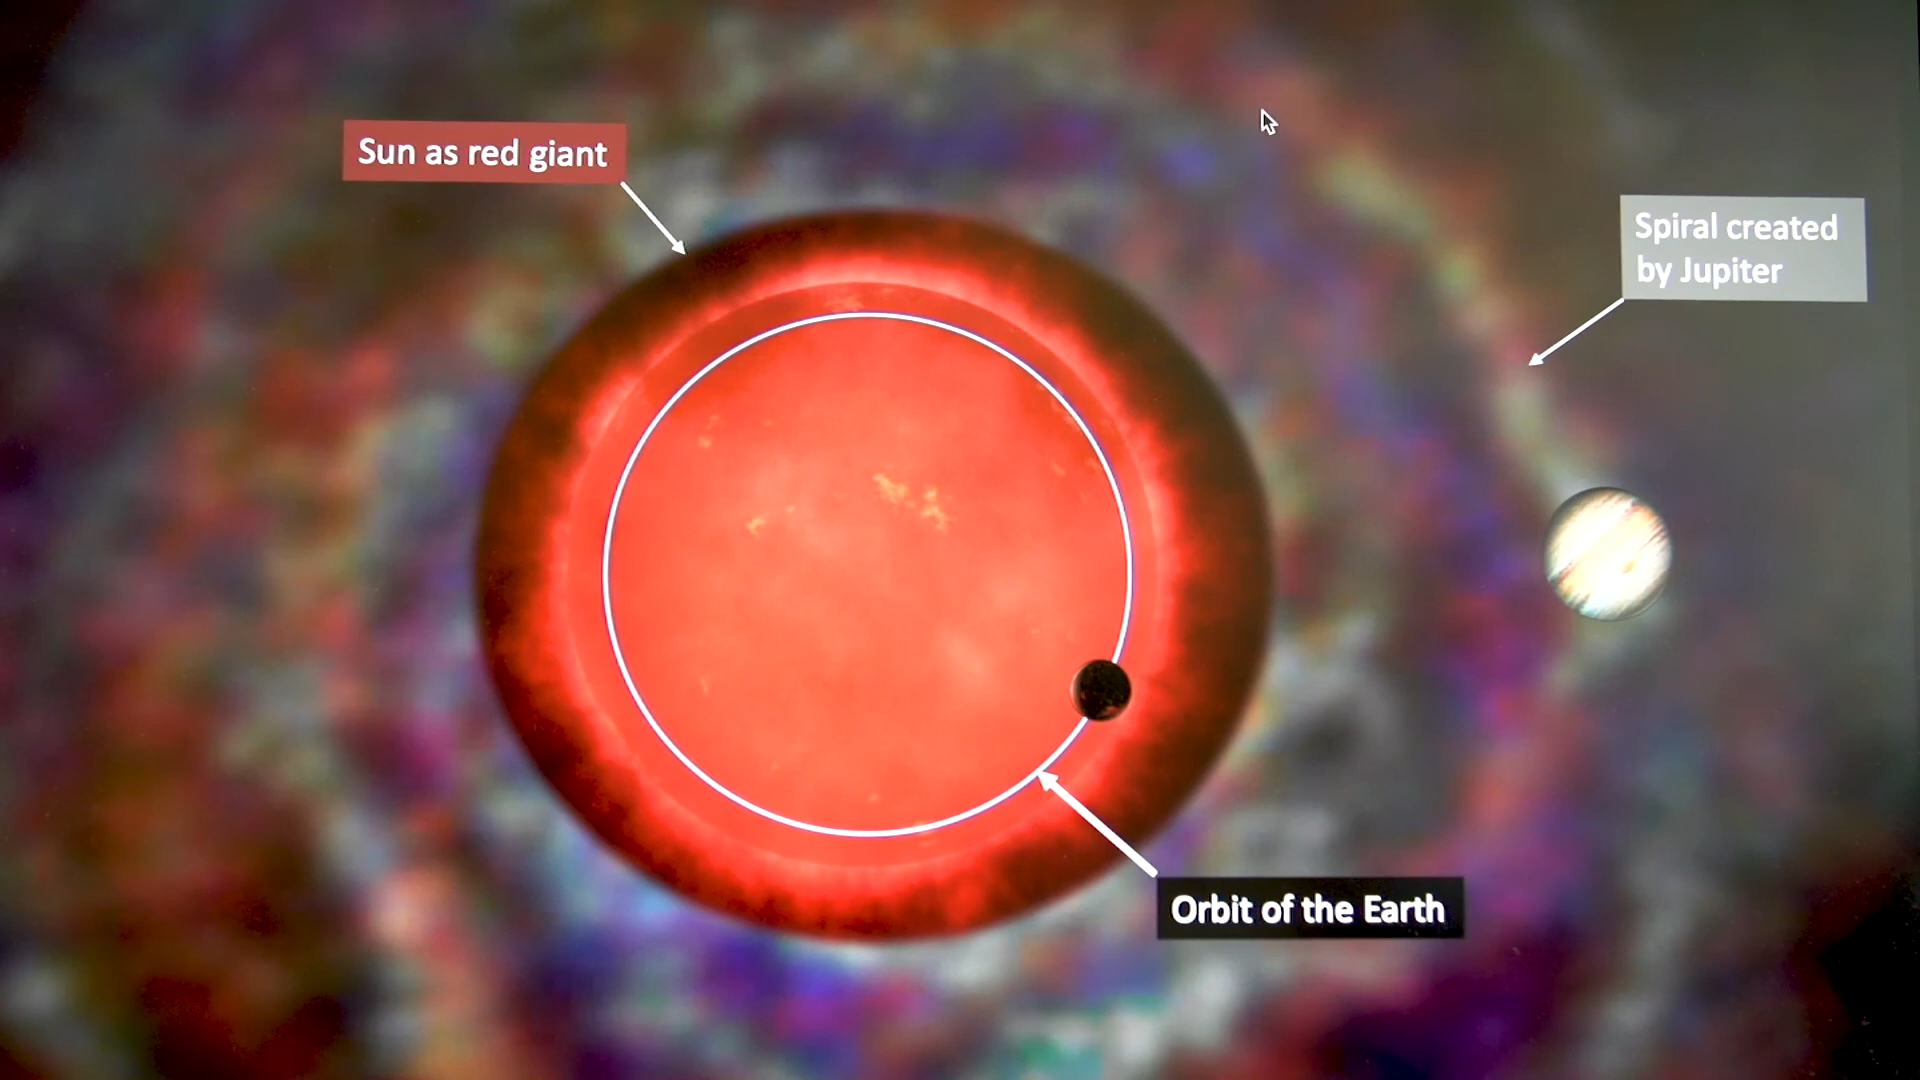 Sun as red giant
Spiral created
by Jupiter
Orbit of the Earth